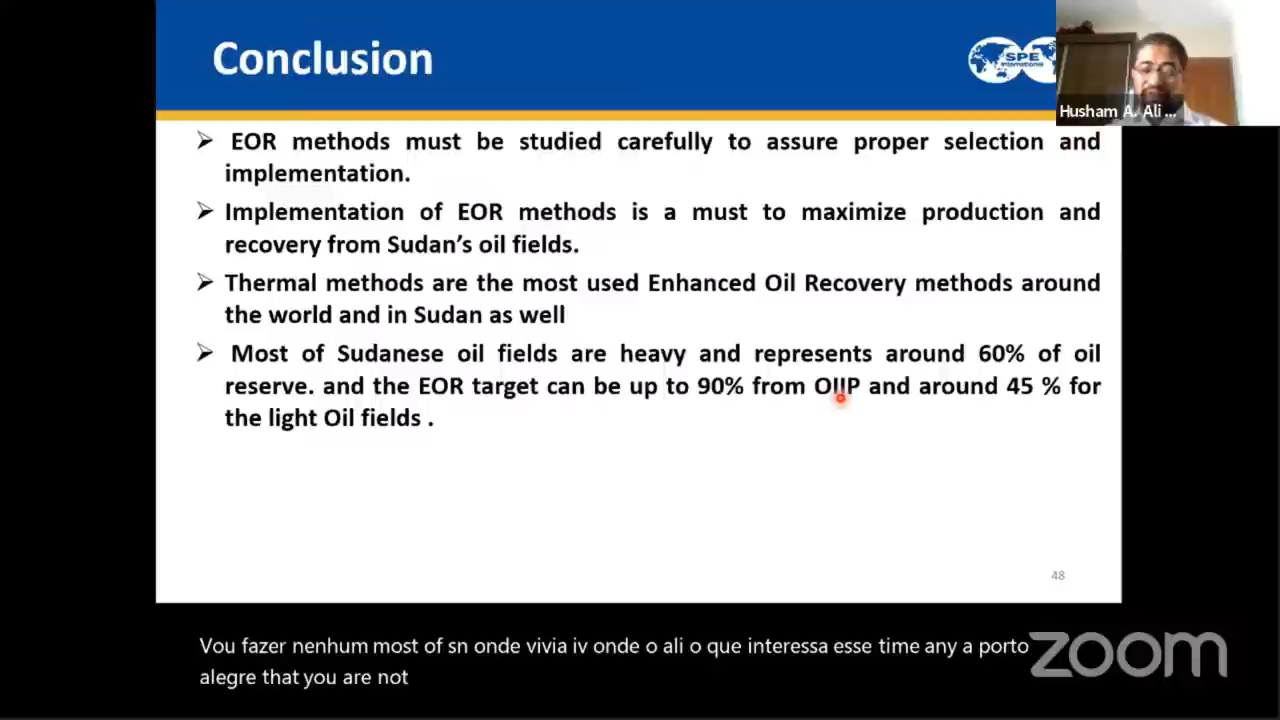 Conclusion
SPE
International
Husham A. Ali ...
➢ EOR methods must be studied carefully to assure proper selection and
implementation.
➢ Implementation of EOR methods is a must to maximize production and
recovery from Sudan's oil fields.
➢ Thermal methods are the most used Enhanced Oil Recovery methods around
the world and in Sudan as well
➢ Most of Sudanese oil fields are heavy and represents around 60% of oil
reserve. and the EOR target can be up to 90% from OIIP and around 45 % for
the light Oil fields .
48
Vou fazer nenhum most of sn onde vivia iv onde o ali o que interessa esse time any a porto
alegre that you are not
zoom